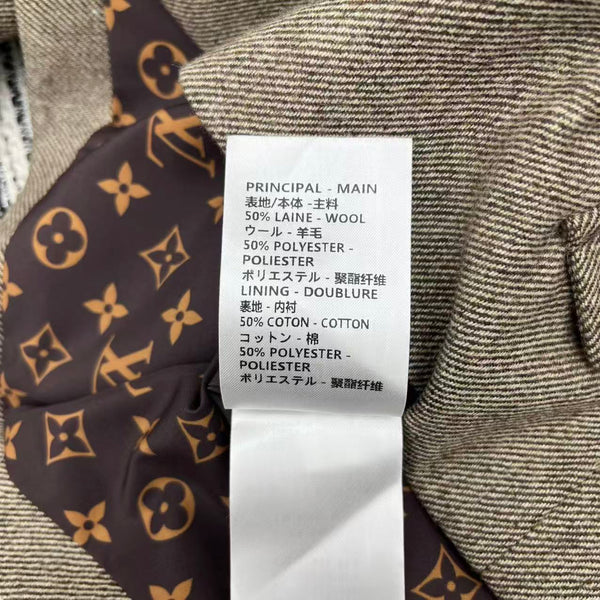 PRINCIPAL - MAIN
表地/本体 -主料
50% LAINE - WOOL
ウール - 羊毛
50% POLYESTER -
POLIESTER
ポリエステル - 聚酯纤维
LINING - DOUBLURE
裏地 - 内衬
50% COTON - COTTON
コットン - 棉
50% POLYESTER -
POLIESTER
ポリエステル - 聚酯纤维